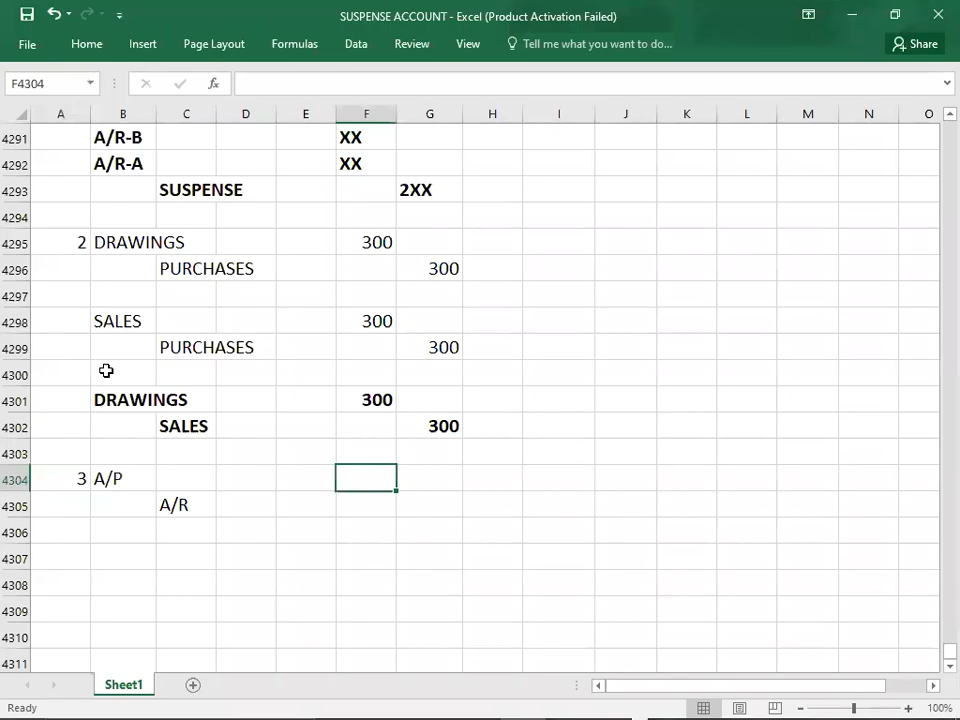 SUSPENSE ACCOUNT - Excel (Product Activation Failed)
File Home Insert Page Layout Formulas Data Review View Tell me what you want to do... Share
F4304 fx
A B C D E F G H I J K L M N O
4291 A/R-B XX
4292 A/R-A XX
4293 SUSPENSE 2XX
4294
4295 2 DRAWINGS 300
4296 PURCHASES 300
4297
4298 SALES 300
4299 PURCHASES 300
4300
4301 DRAWINGS 300
4302 SALES 300
4303
4304 3 A/P
4305 A/R
4306
4307
4308
4309
4310
4311
Sheet1
Ready 100%